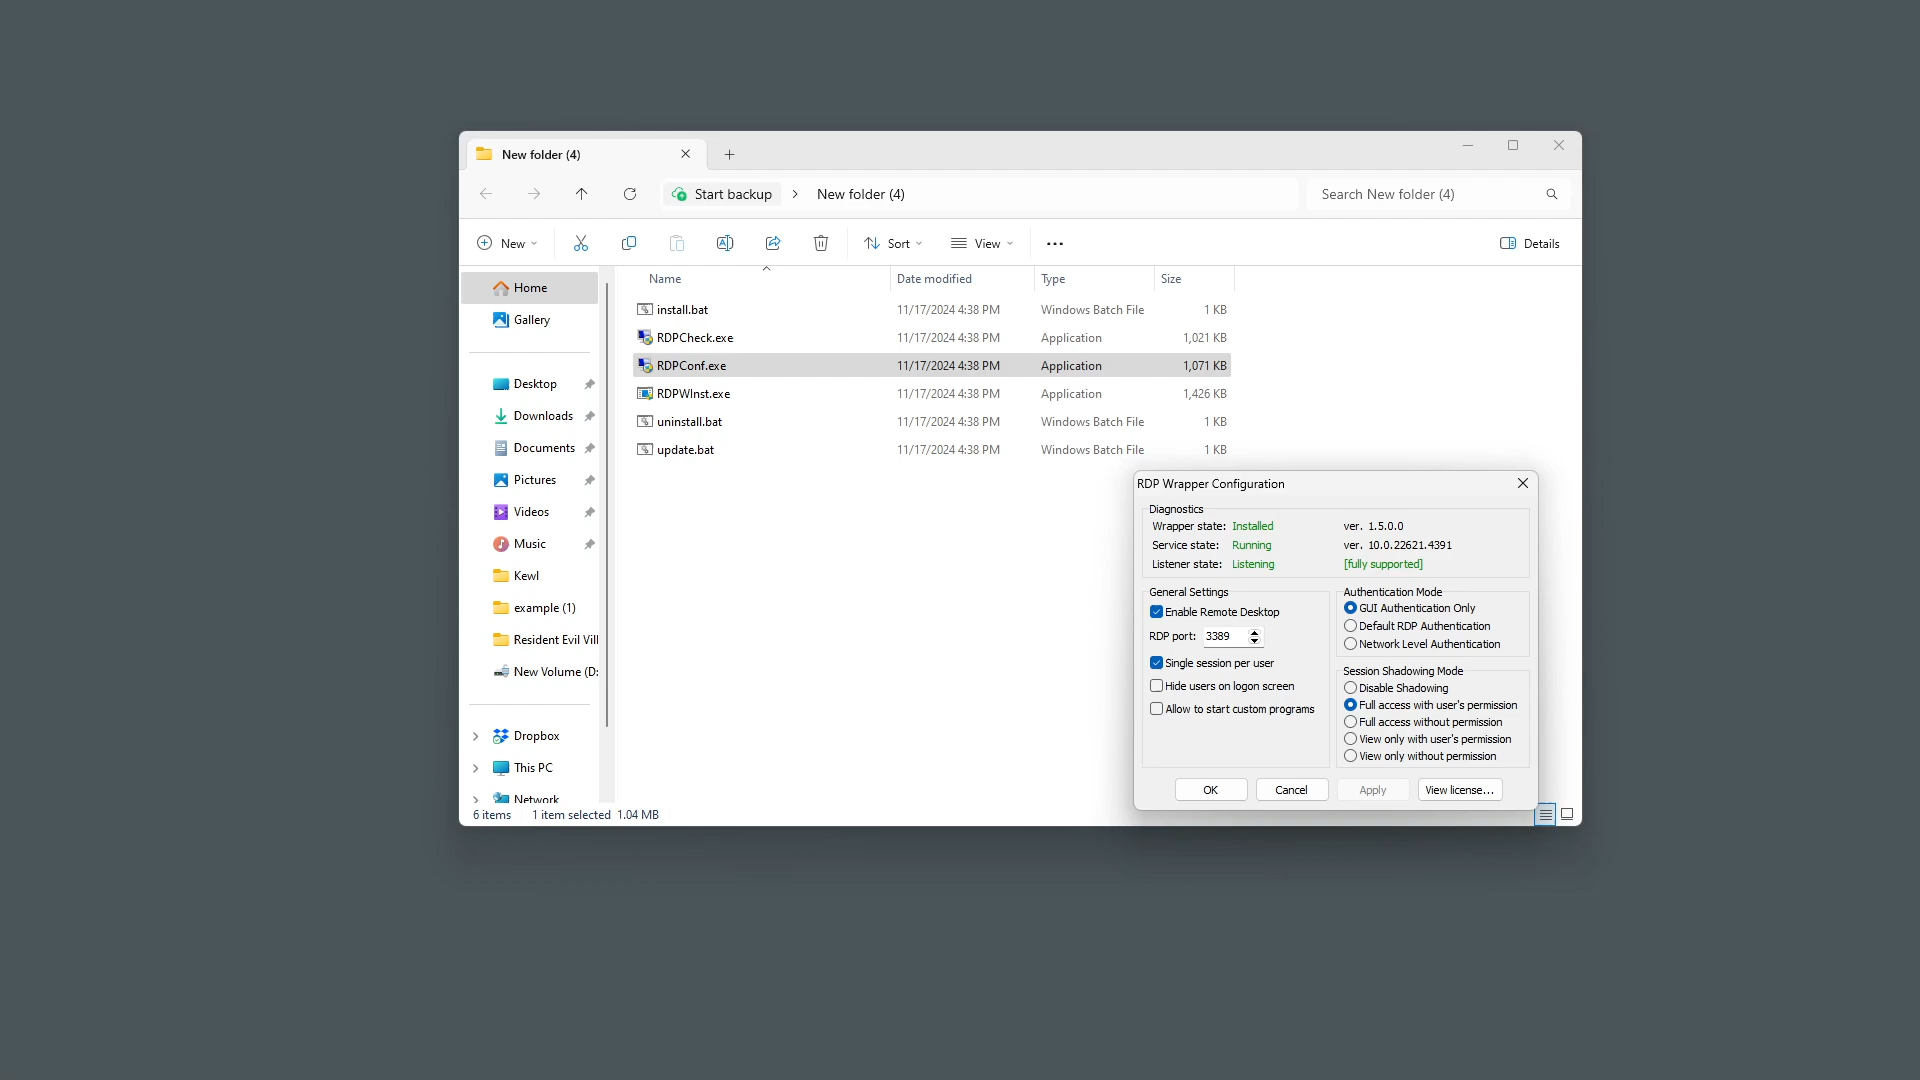 New folder (4)
Start backup
New folder (4)
Search New folder (4)
New
Sort
View
Details
Home
Gallery
Desktop
Downloads
Documents
Pictures
Videos
Music
Kewl
example (1)
Resident Evil Vill
New Volume (D:
Dropbox
This PC
Network
Name Date modified Type Size
install.bat 11/17/2024 4:38 PM Windows Batch File 1 KB
RDPCheck.exe 11/17/2024 4:38 PM Application 1,021 KB
RDPConf.exe 11/17/2024 4:38 PM Application 1,071 KB
RDPWInst.exe 11/17/2024 4:38 PM Application 1,426 KB
uninstall.bat 11/17/2024 4:38 PM Windows Batch File 1 KB
update.bat 11/17/2024 4:38 PM Windows Batch File 1 KB
6 items 1 item selected 1.04 MB
RDP Wrapper Configuration
Diagnostics
Wrapper state: Installed ver. 1.5.0.0
Service state: Running ver. 10.0.22621.4391
Listener state: Listening [fully supported]
General Settings
Enable Remote Desktop
RDP port: 3389
Single session per user
Hide users on logon screen
Allow to start custom programs
Authentication Mode
GUI Authentication Only
Default RDP Authentication
Network Level Authentication
Session Shadowing Mode
Disable Shadowing
Full access with user's permission
Full access without permission
View only with user's permission
View only without permission
OK
Cancel
Apply
View license...